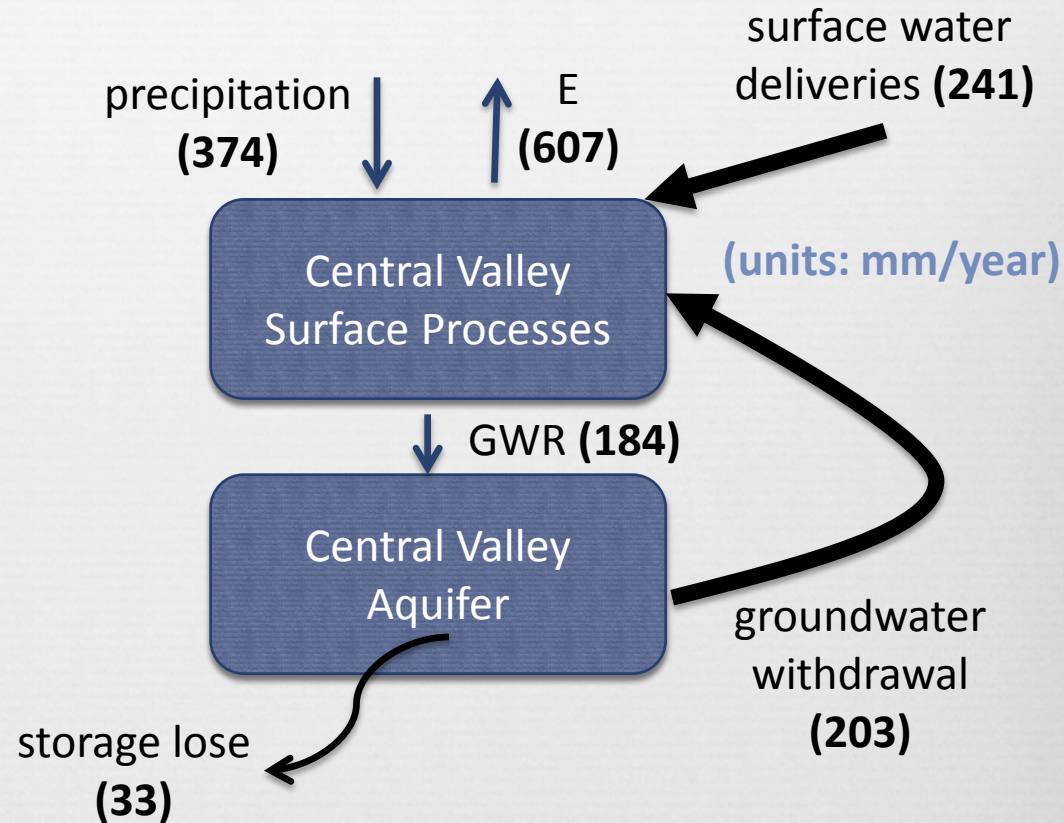 surface water
deliveries (241)
precipitation
(374)
E
(607)
(units: mm/year)
Central Valley
Surface Processes
GWR (184)
Central Valley
Aquifer
groundwater
withdrawal
(203)
storage lose
(33)